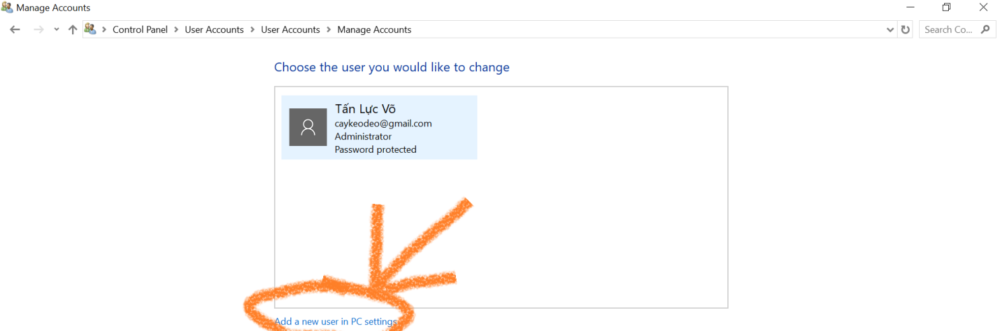 Manage Accounts
Control Panel > User Accounts > User Accounts > Manage Accounts
Search Co...
Choose the user you would like to change
Tấn Lực Võ
caykeodeo@gmail.com
Administrator
Password protected
Add a new user in PC settings